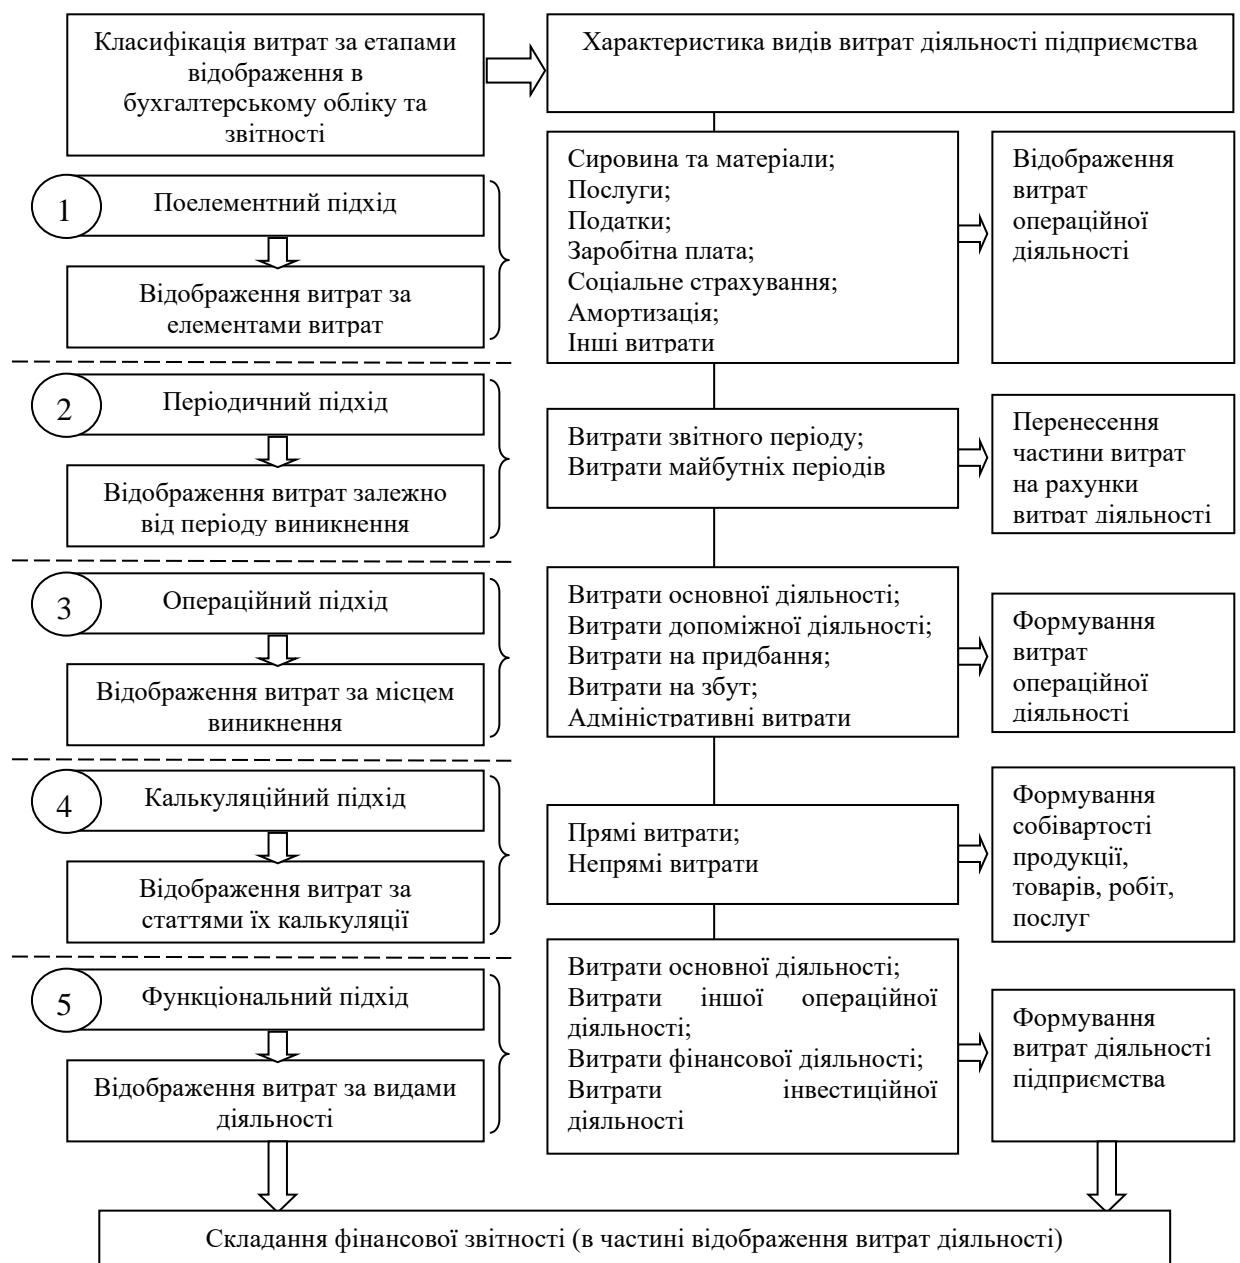 Класифікація витрат за етапами
відображення в
бухгалтерському обліку та
звітності
Характеристика видів витрат діяльності підприємства
1
Поелементний підхід
Відображення витрат за
елементами витрат
Сировина та матеріали;
Послуги;
Податки;
Заробітна плата;
Соціальне страхування;
Амортизація;
Інші витрати
Відображення
витрат
операційної
діяльності
2
Періодичний підхід
Відображення витрат залежно
від періоду виникнення
Витрати звітного періоду;
Витрати майбутніх періодів
Перенесення
частини витрат
на рахунки
витрат діяльності
3
Операційний підхід
Відображення витрат за місцем
виникнення
Витрати основної діяльності;
Витрати допоміжної діяльності;
Витрати на придбання;
Витрати на збут;
Адміністративні витрати
Формування
витрат
операційної
діяльності
4
Калькуляційний підхід
Відображення витрат за
статтями їх калькуляції
Прямі витрати;
Непрямі витрати
Формування
собівартості
продукції,
товарів, робіт,
послуг
5
Функціональний підхід
Відображення витрат за видами
діяльності
Витрати основної діяльності;
Витрати іншої операційної
діяльності;
Витрати фінансової діяльності;
Витрати інвестиційної
діяльності
Формування
витрат діяльності
підприємства
Складання фінансової звітності (в частині відображення витрат діяльності)